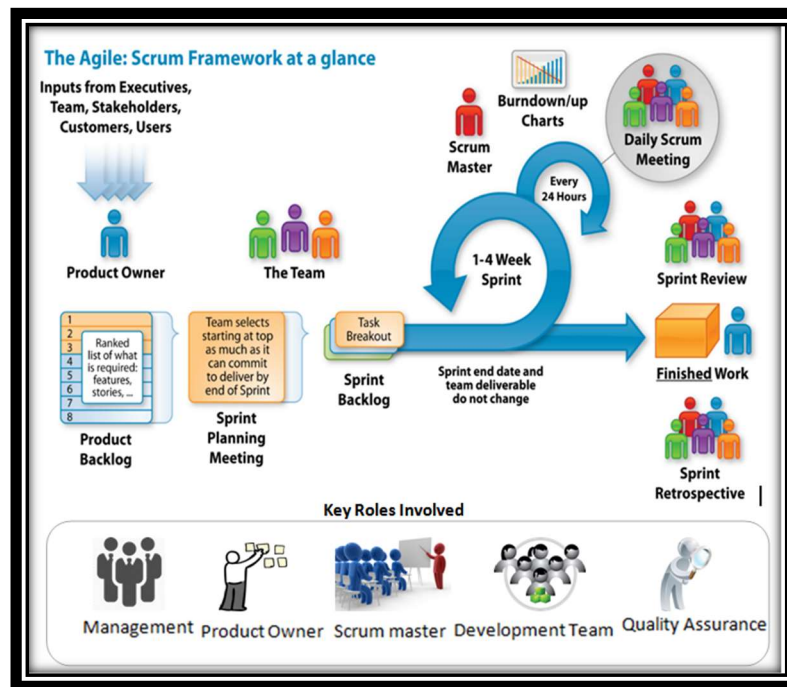 The Agile: Scrum Framework at a glance
Inputs from Executives,
Team, Stakeholders,
Customers, Users
Product Owner
The Team
Scrum
Master
Burndown/up
Charts
Daily Scrum
Meeting
Every
24 Hours
1-4 Week
Sprint
Sprint Review
1
2
3
4
5
6
7
8
Ranked
list of what
is required:
features,
stories, ...
Product
Backlog
Team selects
starting at top
as much as it
can commit
to deliver by
end of Sprint
Sprint
Planning
Meeting
Task
Breakout
Sprint
Backlog
Sprint end date and
team deliverable
do not change
Finished Work
Sprint
Retrospective
Key Roles Involved
Management
Product Owner
Scrum master
Development Team
Quality Assurance